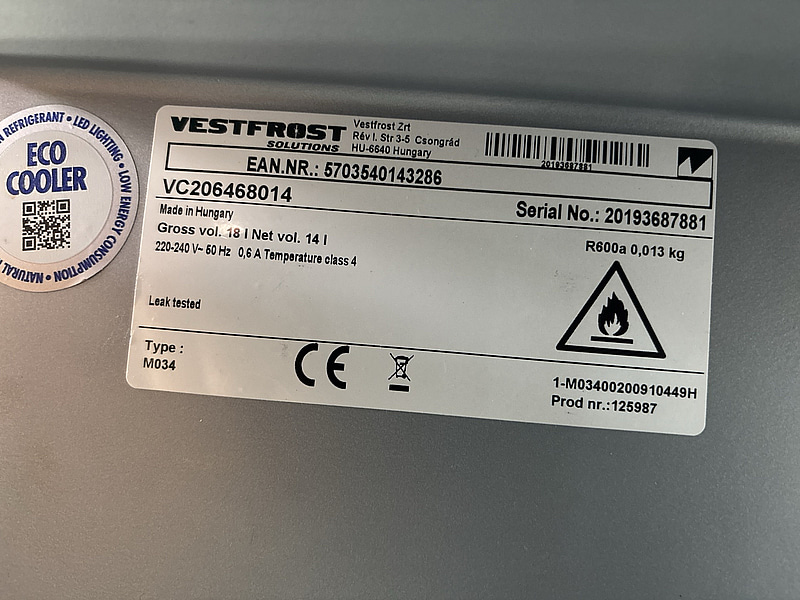 VESTFROST
SOLUTIONS
Vestfrost Zrt
Rév I. Str 3-5 Csongrád
HU-6640 Hungary
20193687881
EAN.NR.: 5703540143286
VC206468014
Serial No.: 20193687881
Made in Hungary
Gross vol. 18 l Net vol. 14 l
220-240 V~ 50 Hz 0,6 A Temperature class 4
R600a 0,013 kg
Leak tested
Type :
M034
CE
1-M03400200910449H
Prod nr.:125987
REFRIGERANT • LED LIGHTING • LOW ENERGY CONSUMPTION • NATURAL
ECO
COOLER